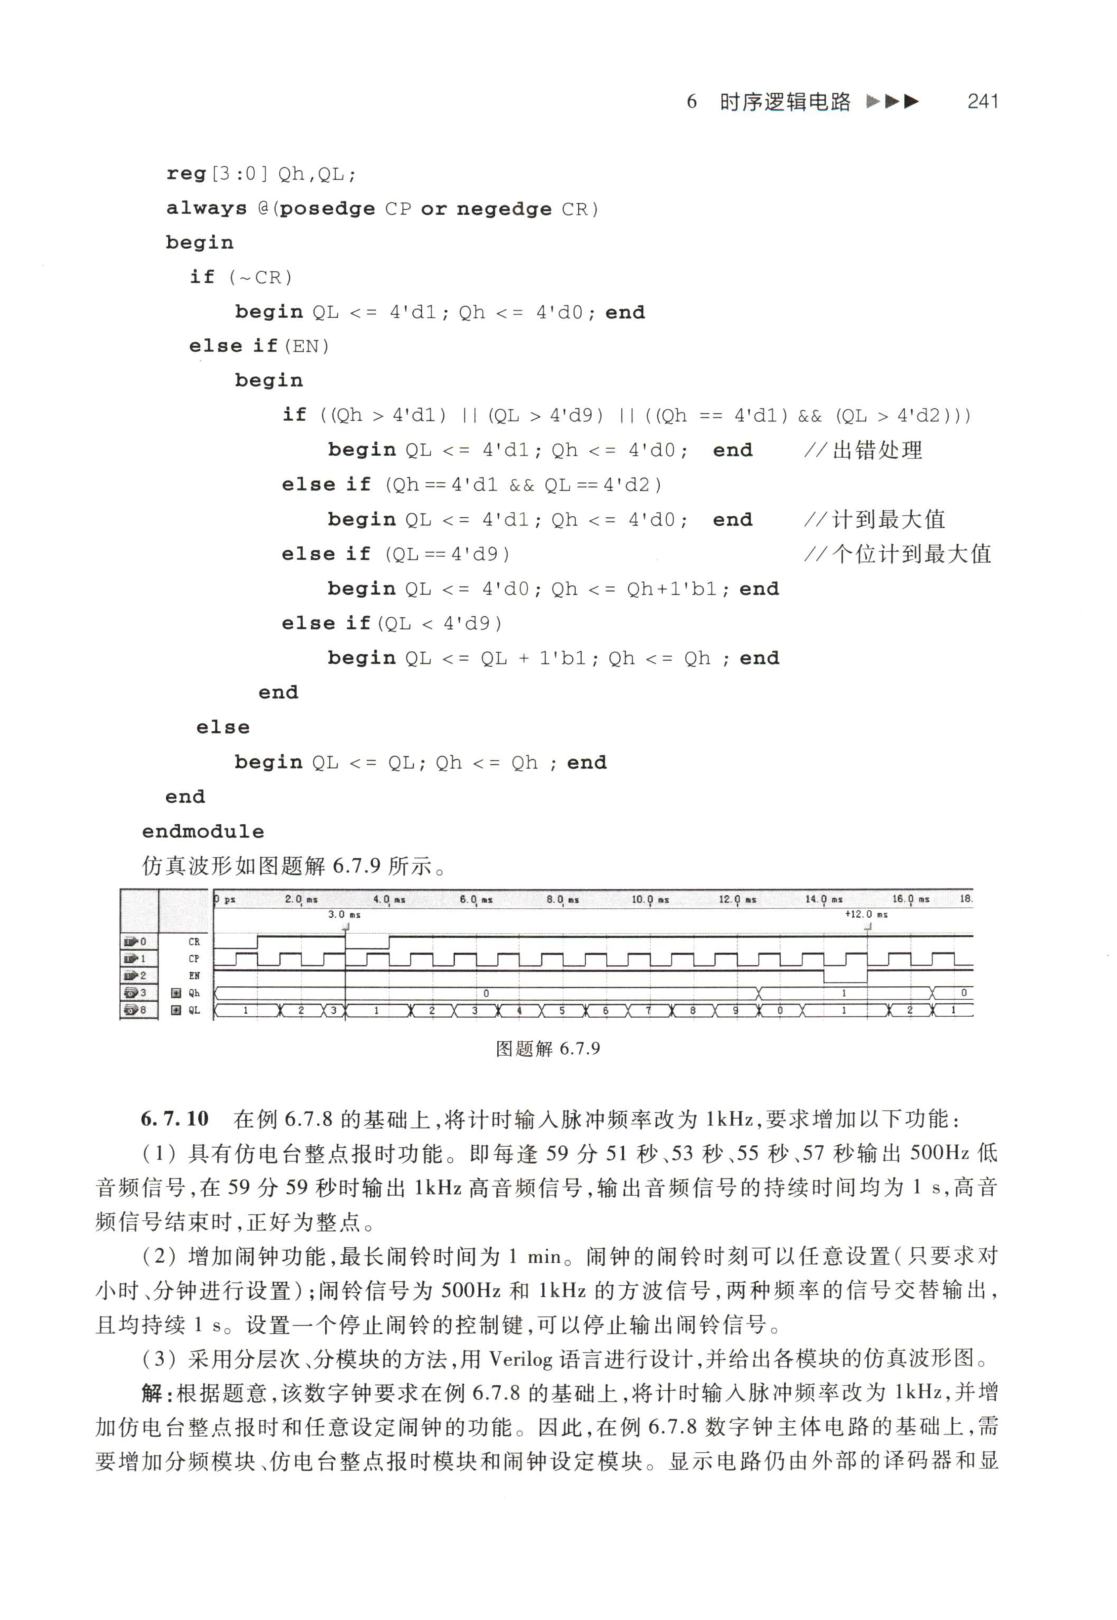 6 时序逻辑电路 ▶▶▶ 241
reg[3:0] Qh,QL;
always @(posedge CP or negedge CR)
begin
if (~CR)
begin QL <= 4'd1; Qh <= 4'd0; end
else if(EN)
begin
if ((Qh > 4'd1) ||(QL > 4'd9) ||((Qh == 4'd1) && (QL > 4'd2)))
begin QL <= 4'd1; Qh <= 4'd0; end //出错处理
else if (Qh==4'd1 && QL==4'd2)
begin QL <= 4'd1; Qh <= 4'd0; end //计到最大值
else if (QL==4'd9) //个位计到最大值
begin QL <= 4'd0; Qh <= Qh+1'b1; end
else if(QL < 4'd9)
begin QL <= QL + 1'b1; Qh <= Qh ; end
end
else
begin QL <= QL; Qh <= Qh ; end
end
endmodule
仿真波形如图题解 6.7.9 所示。
0 ps 2.0 ms 4.0 ms 6.0 ms 8.0 ms 10.0 ms 12.0 ms 14.0 ms 16.0 ms 18.
3.0 ms +12.0 ms
0 CR
1 CP
2 EN
3 Qh 0 1 0
8 QL 1 2 3 1 2 3 4 5 6 7 8 9 0 1 2 1
图题解 6.7.9
6.7.10 在例 6.7.8 的基础上,将计时输入脉冲频率改为 1kHz,要求增加以下功能:
(1) 具有仿电台整点报时功能。即每逢 59 分 51 秒、53 秒、55 秒、57 秒输出 500Hz 低
音频信号,在 59 分 59 秒时输出 1kHz 高音频信号,输出音频信号的持续时间均为 1 s,高音
频信号结束时,正好为整点。
(2) 增加闹钟功能,最长闹铃时间为 1 min。闹钟的闹铃时刻可以任意设置(只要求对
小时、分钟进行设置);闹铃信号为 500Hz 和 1kHz 的方波信号,两种频率的信号交替输出,
且均持续 1 s。设置一个停止闹铃的控制键,可以停止输出闹铃信号。
(3) 采用分层次、分模块的方法,用 Verilog 语言进行设计,并给出各模块的仿真波形图。
解:根据题意,该数字钟要求在例 6.7.8 的基础上,将计时输入脉冲频率改为 1kHz,并增
加仿电台整点报时和任意设定闹钟的功能。因此,在例 6.7.8 数字钟主体电路的基础上,需
要增加分频模块、仿电台整点报时模块和闹钟设定模块。显示电路仍由外部的译码器和显